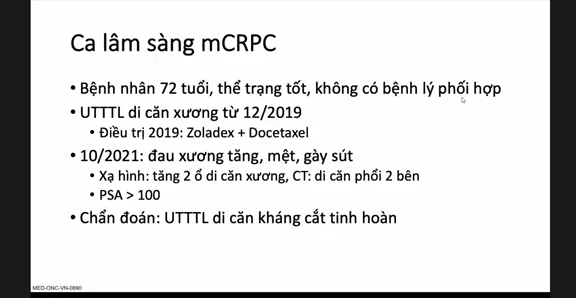 Ca lâm sàng mCRPC
• Bệnh nhân 72 tuổi, thể trạng tốt, không có bệnh lý phối hợp
• UTTTL di căn xương từ 12/2019
• Điều trị 2019: Zoladex + Docetaxel
• 10/2021: đau xương tăng, mệt, gày sút
• Xạ hình: tăng 2 ổ di căn xương, CT: di căn phổi 2 bên
• PSA > 100
• Chẩn đoán: UTTTL di căn kháng cắt tinh hoàn
MED-ONC-VN-0690